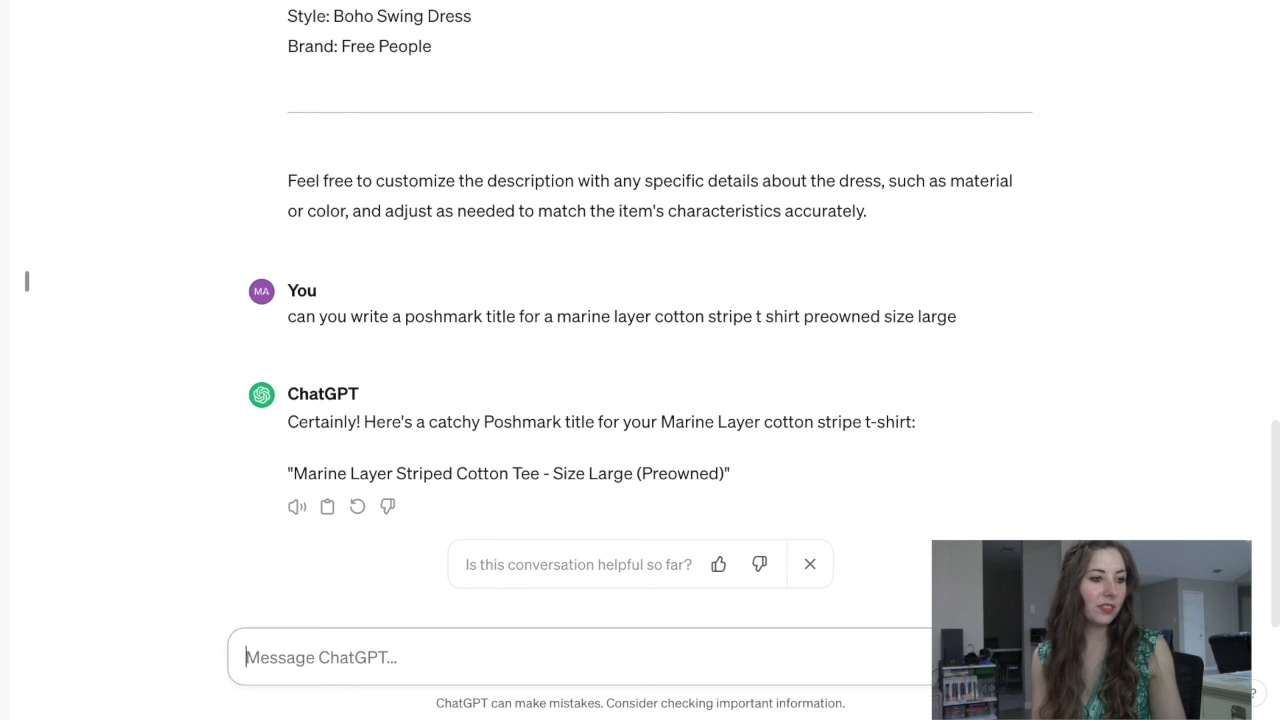 Style: Boho Swing Dress
Brand: Free People
Feel free to customize the description with any specific details about the dress, such as material
or color, and adjust as needed to match the item's characteristics accurately.
MA
You
can you write a poshmark title for a marine layer cotton stripe t shirt preowned size large
ChatGPT
Certainly! Here's a catchy Poshmark title for your Marine Layer cotton stripe t-shirt:
"Marine Layer Striped Cotton Tee - Size Large (Preowned)"
Is this conversation helpful so far?
Message ChatGPT...
ChatGPT can make mistakes. Consider checking important information.
?